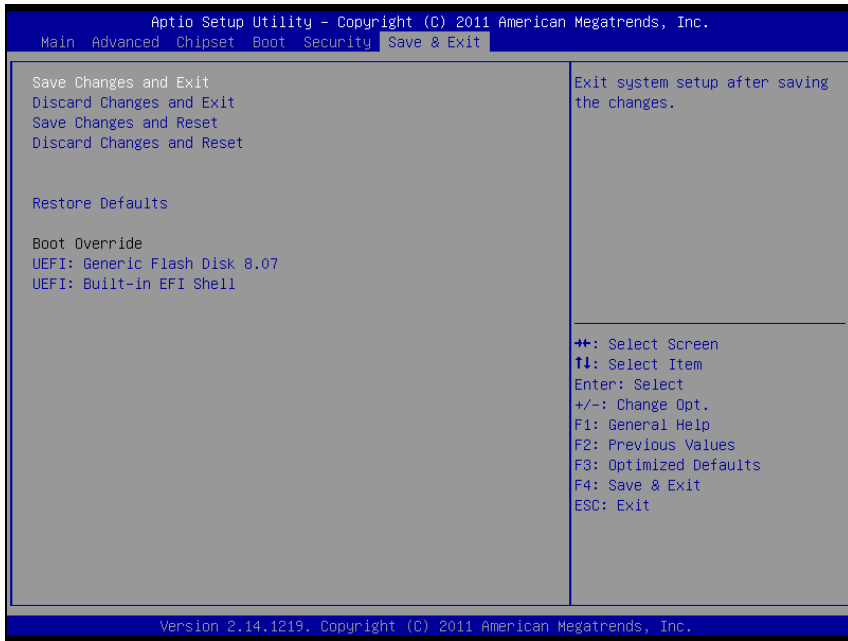 Aptio Setup Utility – Copyright (C) 2011 American Megatrends, Inc.
Main Advanced Chipset Boot Security Save & Exit
Save Changes and Exit
Discard Changes and Exit
Save Changes and Reset
Discard Changes and Reset
Restore Defaults
Boot Override
UEFI: Generic Flash Disk 8.07
UEFI: Built-in EFI Shell
Exit system setup after saving
the changes.
→←: Select Screen
↑↓: Select Item
Enter: Select
+/-: Change Opt.
F1: General Help
F2: Previous Values
F3: Optimized Defaults
F4: Save & Exit
ESC: Exit
Version 2.14.1219. Copyright (C) 2011 American Megatrends, Inc.